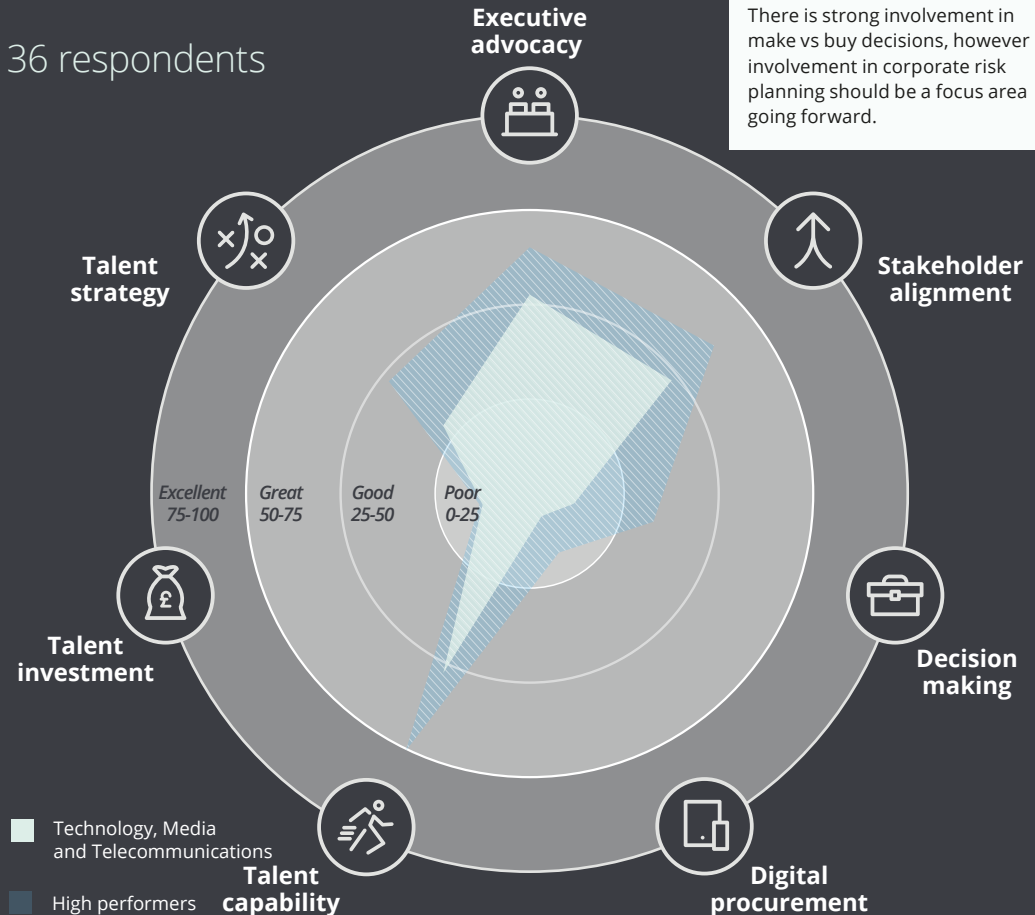 36 respondents
Executive
advocacy
There is strong involvement in
make vs buy decisions, however
involvement in corporate risk
planning should be a focus area
going forward.
Talent
strategy
Stakeholder
alignment
Excellent
75-100
Great
50-75
Good
25-50
Poor
0-25
£
Talent
investment
Decision
making
Technology, Media
and Telecommunications
High performers
Talent
capability
Digital
procurement